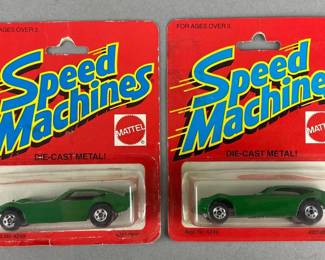 FOR AGES OVER 3
Speed
Machines
MATTEL
DIE-CAST METAL!
FOR AGES OVER 3
Speed
Machines
MATTEL
DIE-CAST METAL!